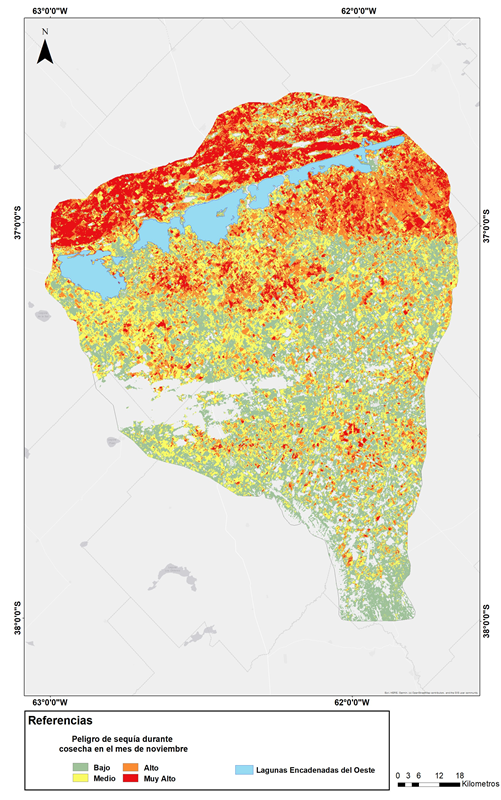 63°0'0"W 62°0'0"W
N
37°0'0"S 37°0'0"S
38°0'0"S 38°0'0"S
63°0'0"W 62°0'0"W
Referencias
Peligro de sequía durante
cosecha en el mes de noviembre
Bajo Alto
Medio Muy Alto
Lagunas Encadenadas del Oeste
0 3 6 12 18
Kilometros